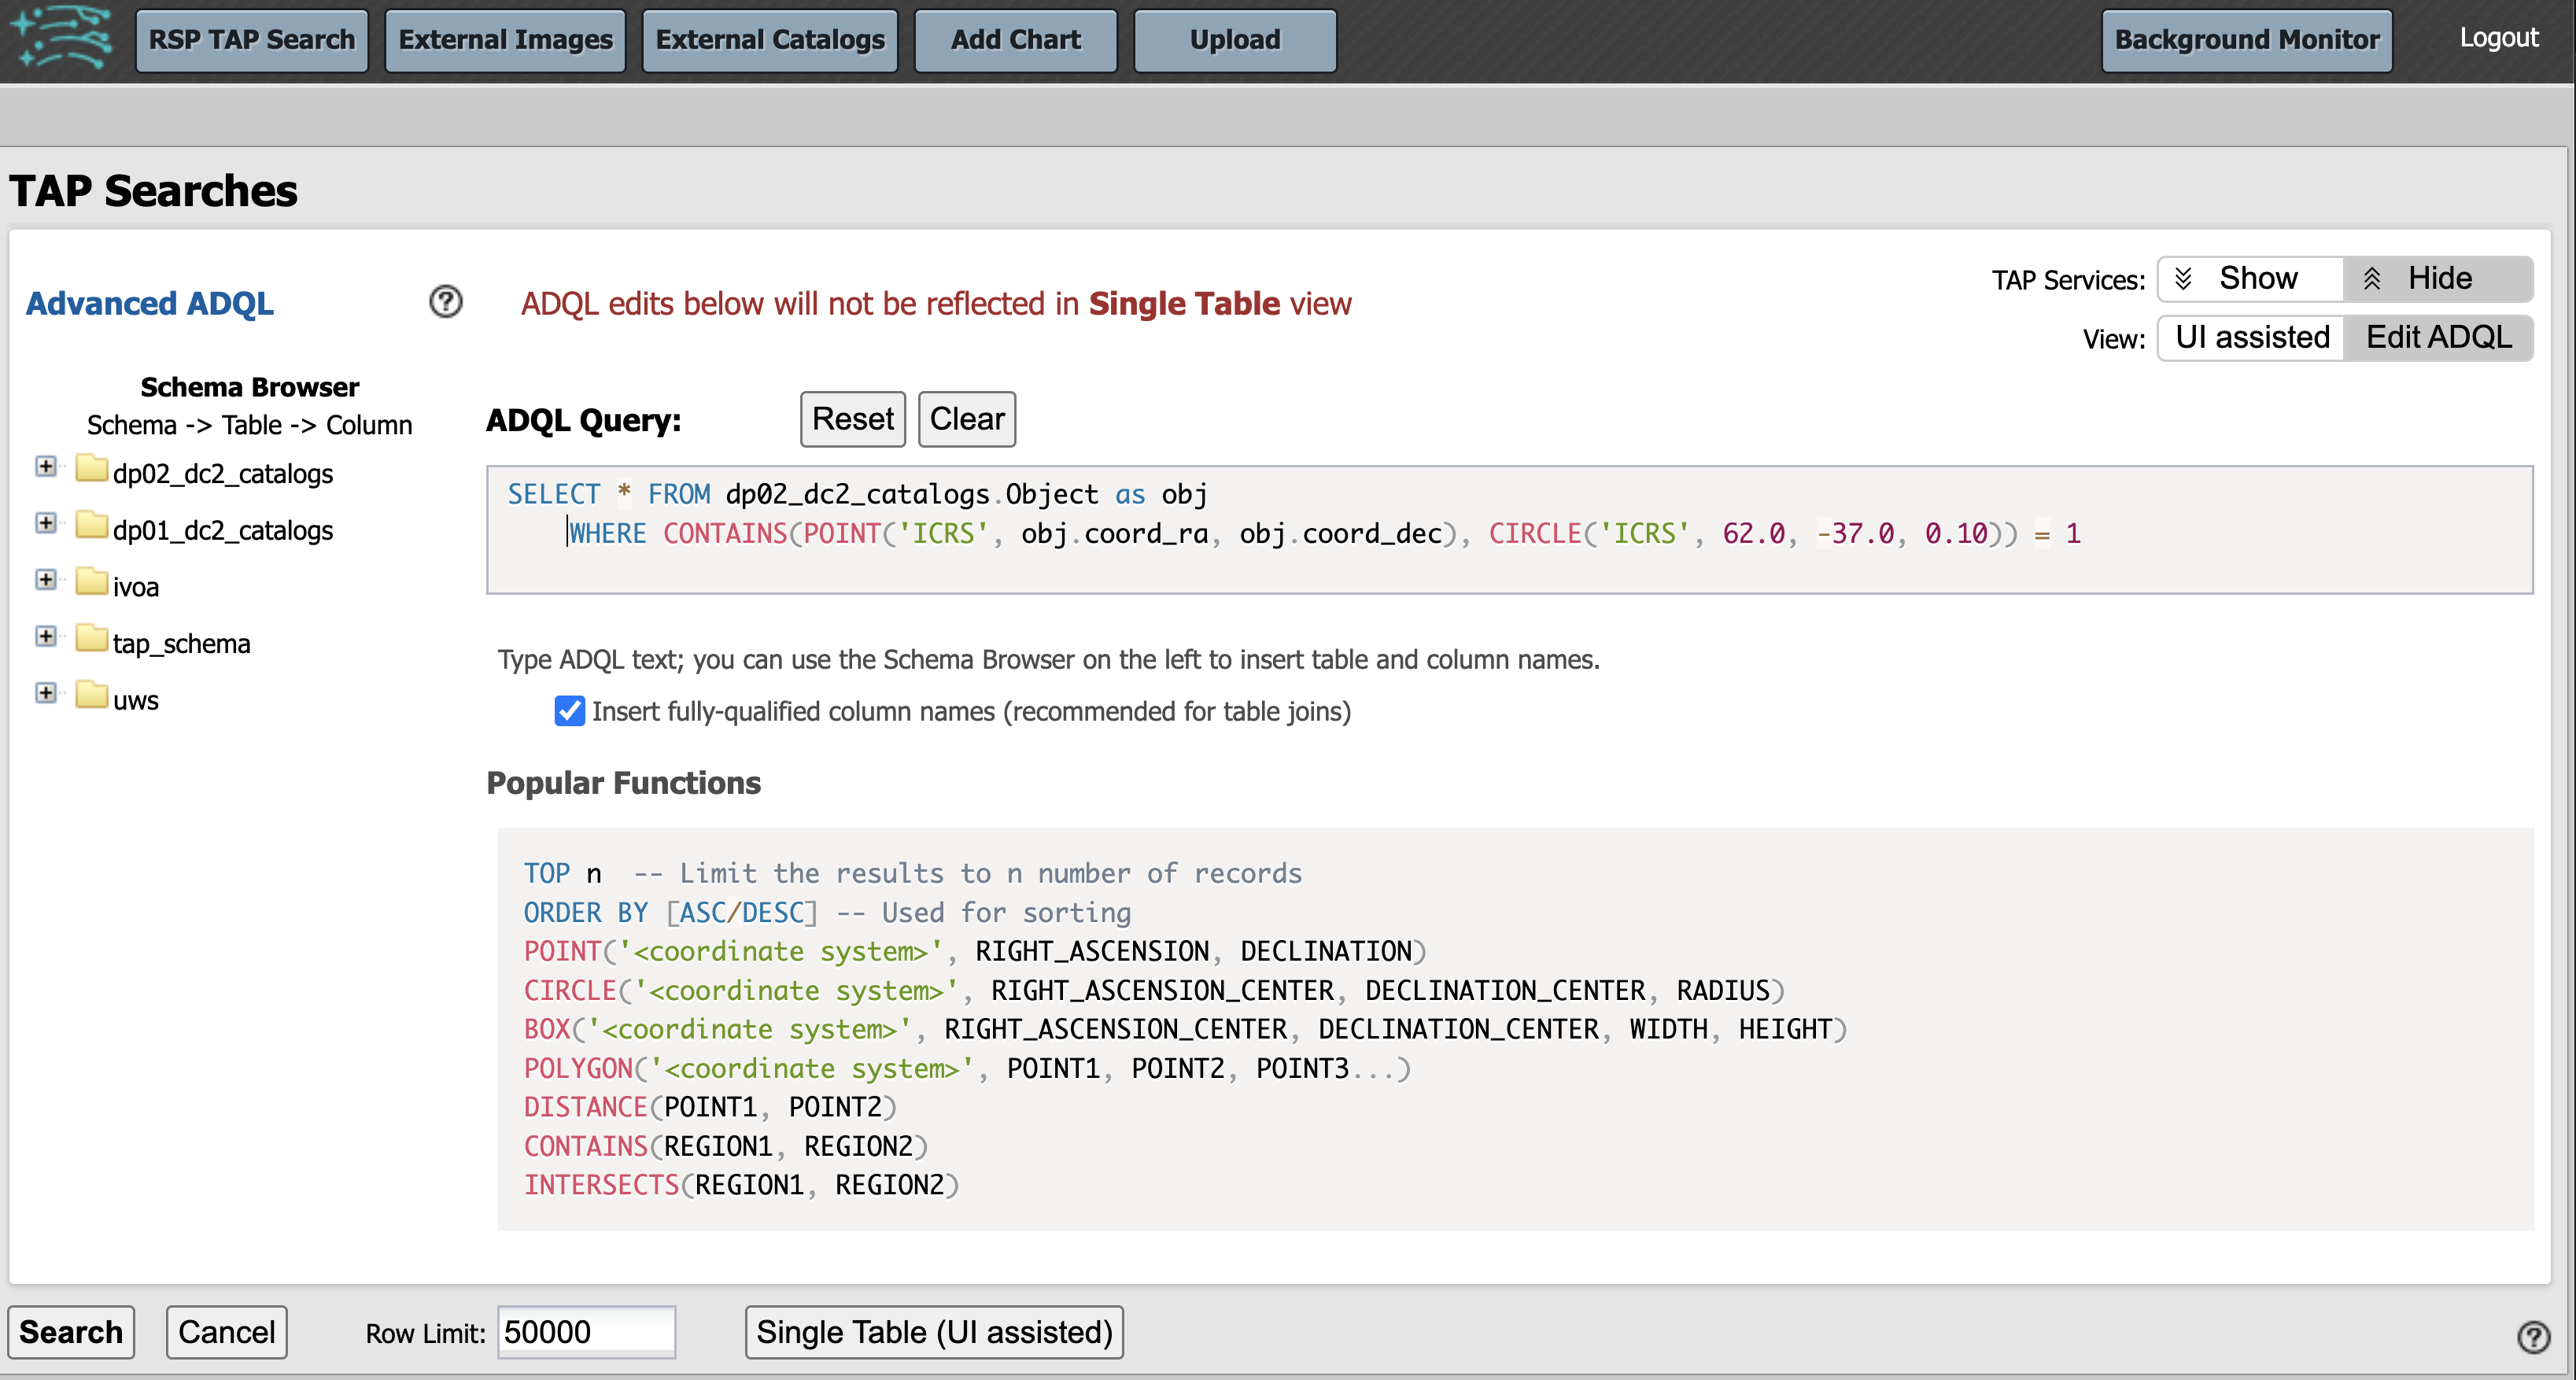 RSP TAP Search External Images External Catalogs Add Chart Upload Background Monitor Logout
TAP Searches
TAP Services: Show Hide
Advanced ADQL ? ADQL edits below will not be reflected in Single Table view
View: UI assisted Edit ADQL
Schema Browser
Schema -> Table -> Column
dp02_dc2_catalogs
dp01_dc2_catalogs
ivoa
tap_schema
uws
ADQL Query: Reset Clear
SELECT * FROM dp02_dc2_catalogs.Object as obj
WHERE CONTAINS(POINT('ICRS', obj.coord_ra, obj.coord_dec), CIRCLE('ICRS', 62.0, -37.0, 0.10)) = 1
Type ADQL text; you can use the Schema Browser on the left to insert table and column names.
Insert fully-qualified column names (recommended for table joins)
Popular Functions
TOP n -- Limit the results to n number of records
ORDER BY [ASC/DESC] -- Used for sorting
POINT('<coordinate system>', RIGHT_ASCENSION, DECLINATION)
CIRCLE('<coordinate system>', RIGHT_ASCENSION_CENTER, DECLINATION_CENTER, RADIUS)
BOX('<coordinate system>', RIGHT_ASCENSION_CENTER, DECLINATION_CENTER, WIDTH, HEIGHT)
POLYGON('<coordinate system>', POINT1, POINT2, POINT3...)
DISTANCE(POINT1, POINT2)
CONTAINS(REGION1, REGION2)
INTERSECTS(REGION1, REGION2)
Search Cancel Row Limit: 50000 Single Table (UI assisted) ?